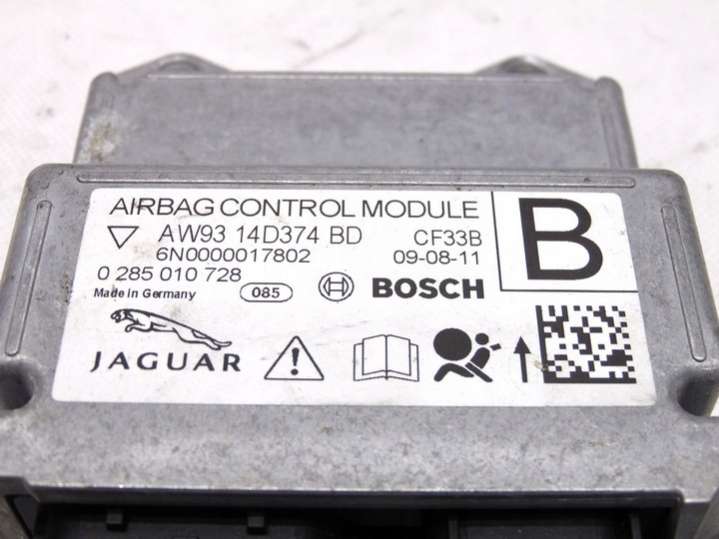 AIRBAG CONTROL MODULE
B
AW93 14D374 BD CF33B
6N0000017802 09-08-11
0 285 010 728
Made in Germany 085 BOSCH
JAGUAR